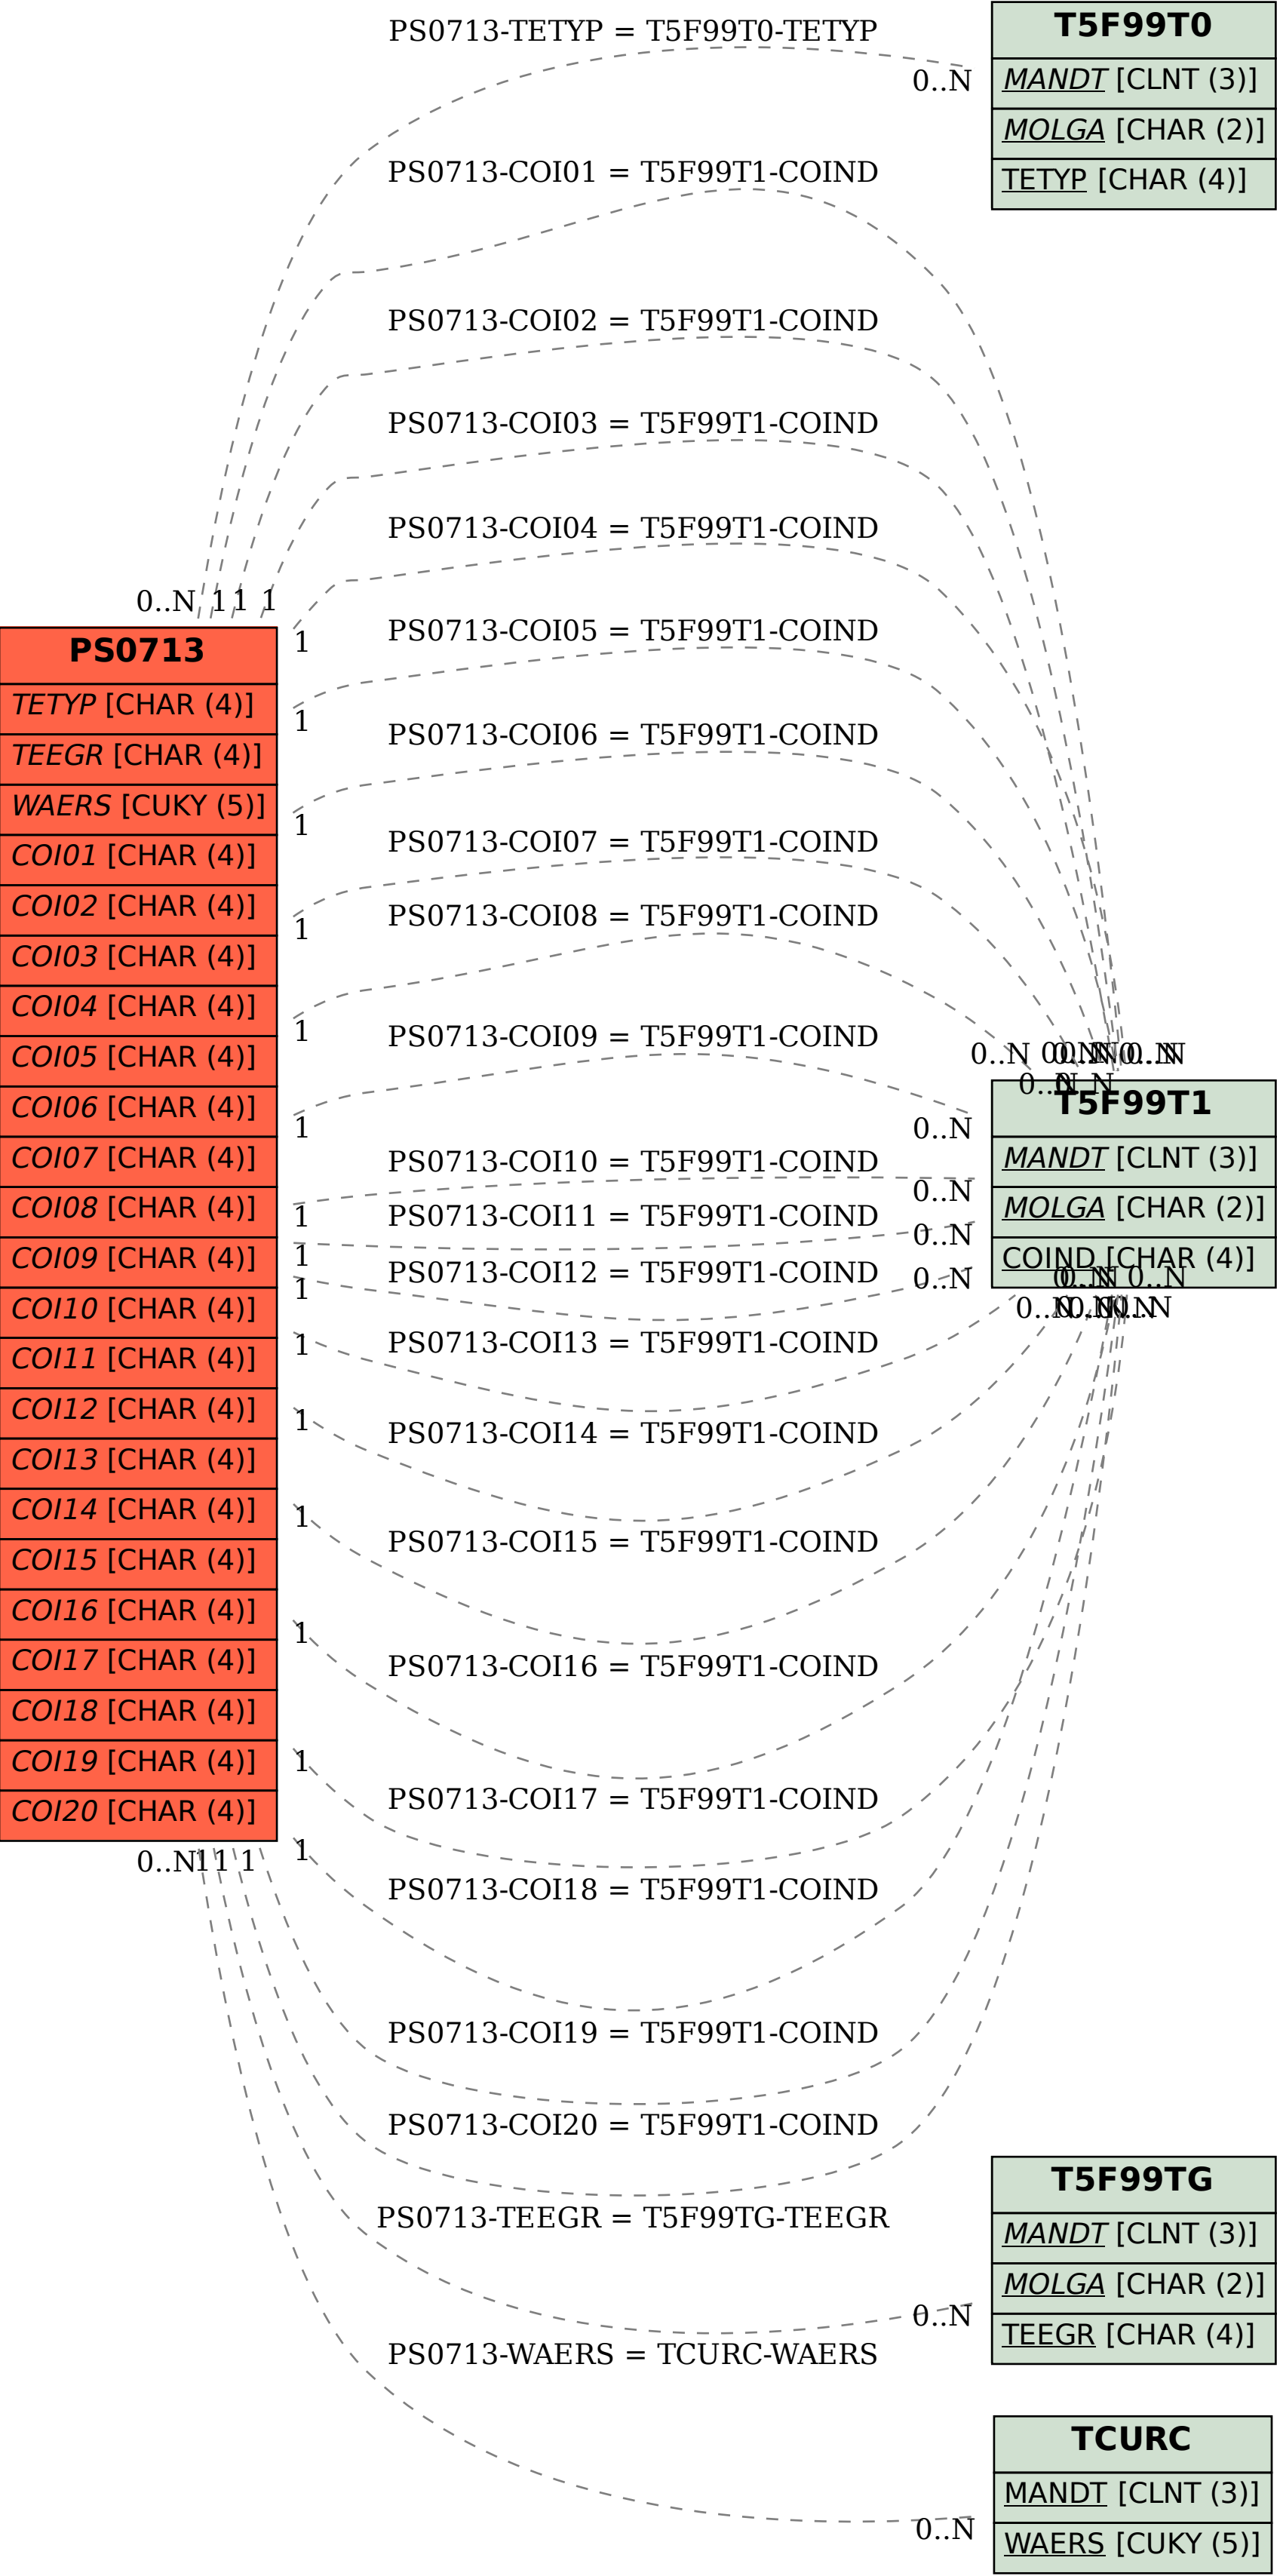 PS0713-TETYP = T5F99T0-TETYP
0..N
T5F99T0
MANDT [CLNT (3)]
MOLGA [CHAR (2)]
TETYP [CHAR (4)]
PS0713-COI01 = T5F99T1-COIND
PS0713-COI02 = T5F99T1-COIND
PS0713-COI03 = T5F99T1-COIND
PS0713-COI04 = T5F99T1-COIND
0..N
1
1
1
PS0713-COI05 = T5F99T1-COIND
1
1
PS0713-COI06 = T5F99T1-COIND
1
PS0713-COI07 = T5F99T1-COIND
1
PS0713-COI08 = T5F99T1-COIND
1
PS0713-COI09 = T5F99T1-COIND
1
PS0713
TETYP [CHAR (4)]
TEEGR [CHAR (4)]
WAERS [CUKY (5)]
COI01 [CHAR (4)]
COI02 [CHAR (4)]
COI03 [CHAR (4)]
COI04 [CHAR (4)]
COI05 [CHAR (4)]
COI06 [CHAR (4)]
COI07 [CHAR (4)]
COI08 [CHAR (4)]
COI09 [CHAR (4)]
COI10 [CHAR (4)]
COI11 [CHAR (4)]
COI12 [CHAR (4)]
COI13 [CHAR (4)]
COI14 [CHAR (4)]
COI15 [CHAR (4)]
COI16 [CHAR (4)]
COI17 [CHAR (4)]
COI18 [CHAR (4)]
COI19 [CHAR (4)]
COI20 [CHAR (4)]
0..N
T5F99T1
MANDT [CLNT (3)]
MOLGA [CHAR (2)]
COIND [CHAR (4)]
0..N
PS0713-COI10 = T5F99T1-COIND
0..N
1
PS0713-COI11 = T5F99T1-COIND
0..N
1
PS0713-COI12 = T5F99T1-COIND
0..N
1
0..N
PS0713-COI13 = T5F99T1-COIND
1
PS0713-COI14 = T5F99T1-COIND
1
PS0713-COI15 = T5F99T1-COIND
1
PS0713-COI16 = T5F99T1-COIND
1
PS0713-COI17 = T5F99T1-COIND
1
PS0713-COI18 = T5F99T1-COIND
1
0..N
1
1
1
PS0713-COI19 = T5F99T1-COIND
PS0713-COI20 = T5F99T1-COIND
PS0713-TEEGR = T5F99TG-TEEGR
0..N
T5F99TG
MANDT [CLNT (3)]
MOLGA [CHAR (2)]
TEEGR [CHAR (4)]
PS0713-WAERS = TCURC-WAERS
0..N
TCURC
MANDT [CLNT (3)]
WAERS [CUKY (5)]